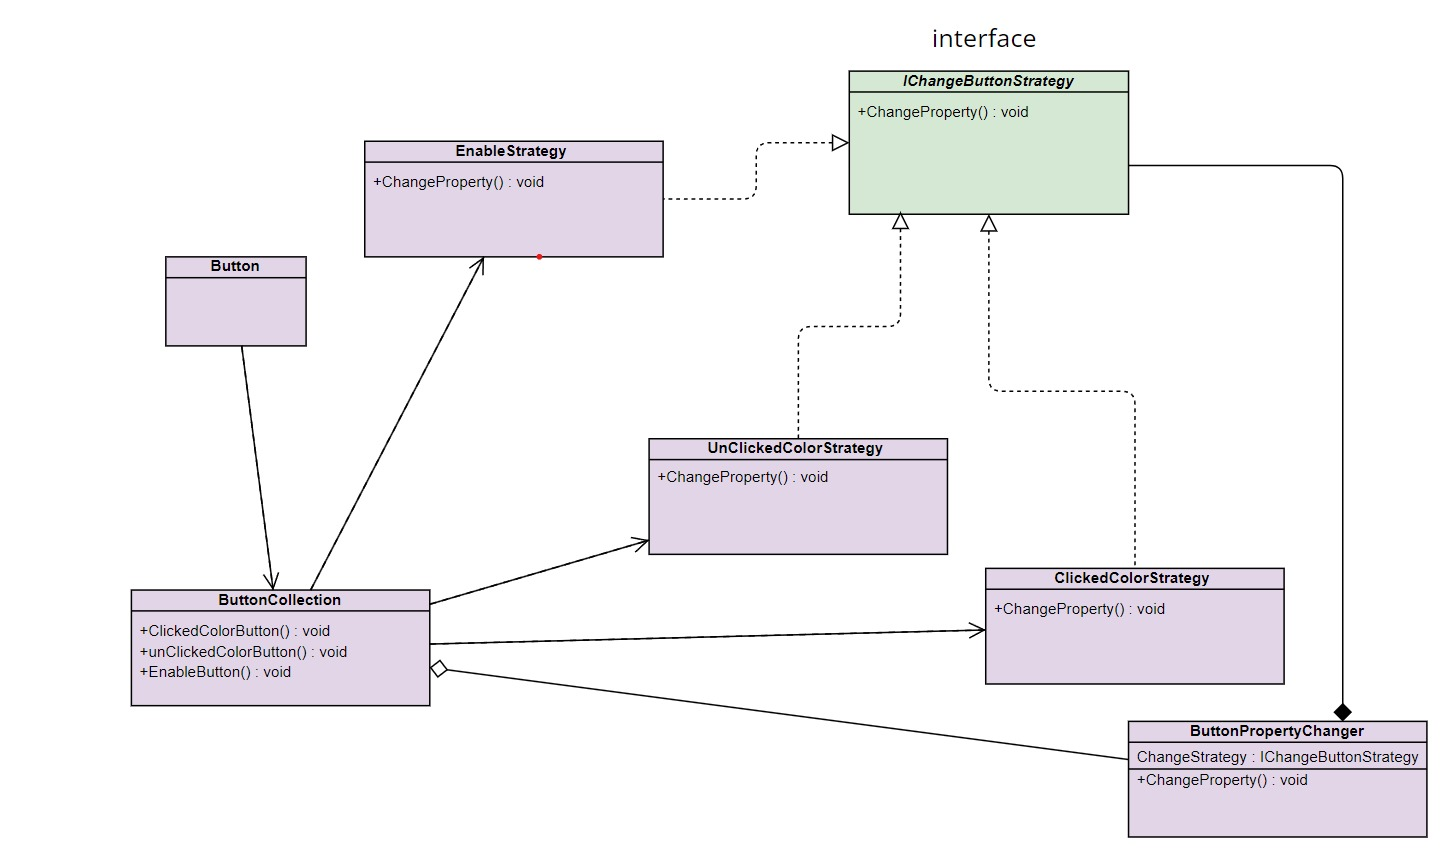 interface
IChangeButtonStrategy
+ChangeProperty() : void
EnableStrategy
+ChangeProperty() : void
Button
UnClickedColorStrategy
+ChangeProperty() : void
ClickedColorStrategy
+ChangeProperty() : void
ButtonCollection
+ClickedColorButton() : void
+unClickedColorButton() : void
+EnableButton() : void
ButtonPropertyChanger
ChangeStrategy : IChangeButtonStrategy
+ChangeProperty() : void